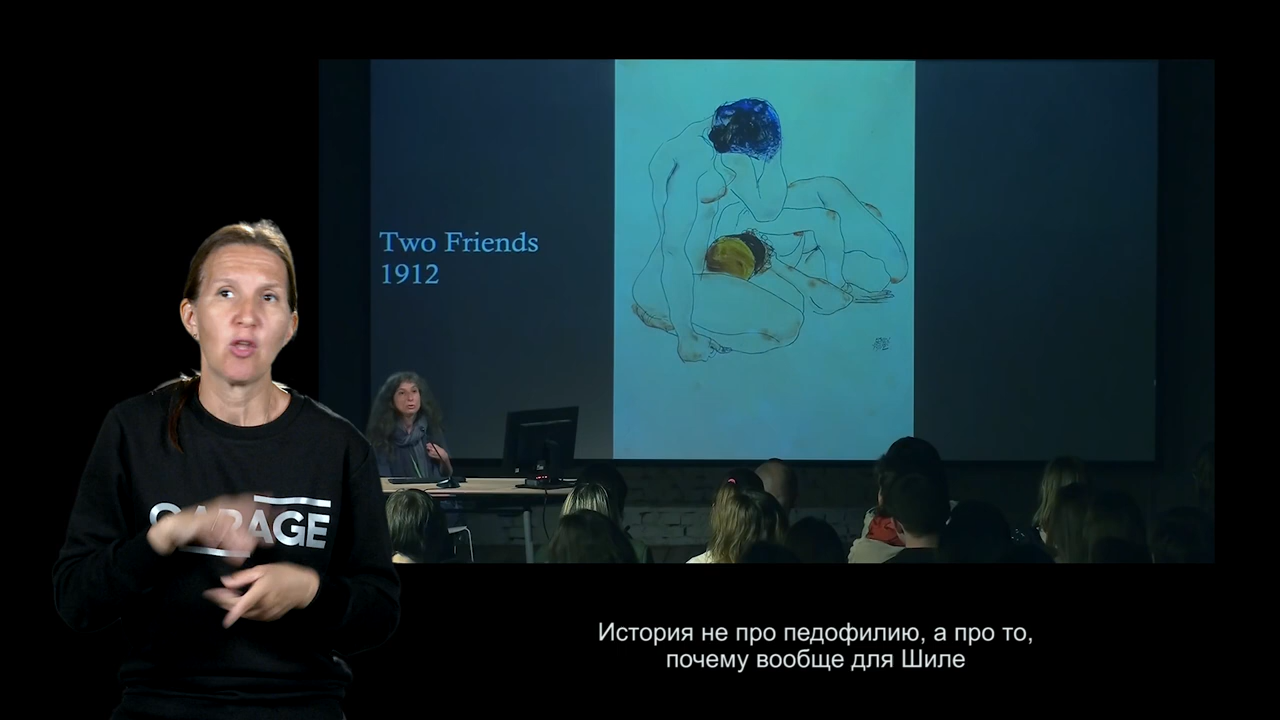 Two Friends
1912
GARAGE
История не про педофилию, а про то,
почему вообще для Шиле